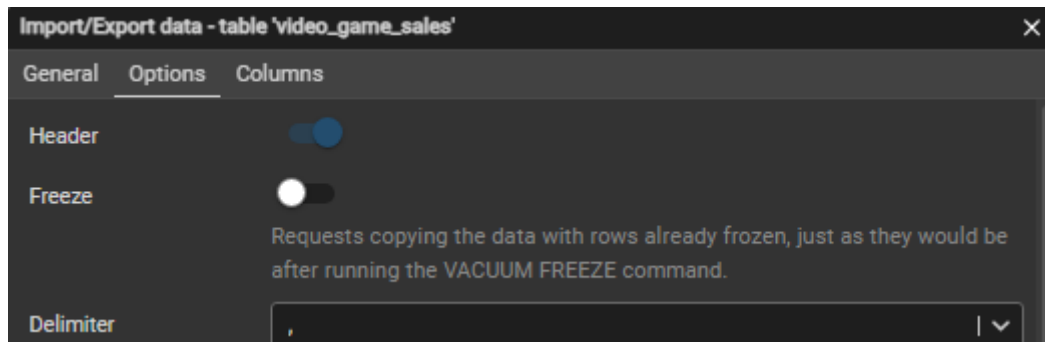 Import/Export data - table 'video_game_sales'
General Options Columns
Header
Freeze
Requests copying the data with rows already frozen, just as they would be
after running the VACUUM FREEZE command.
Delimiter ,